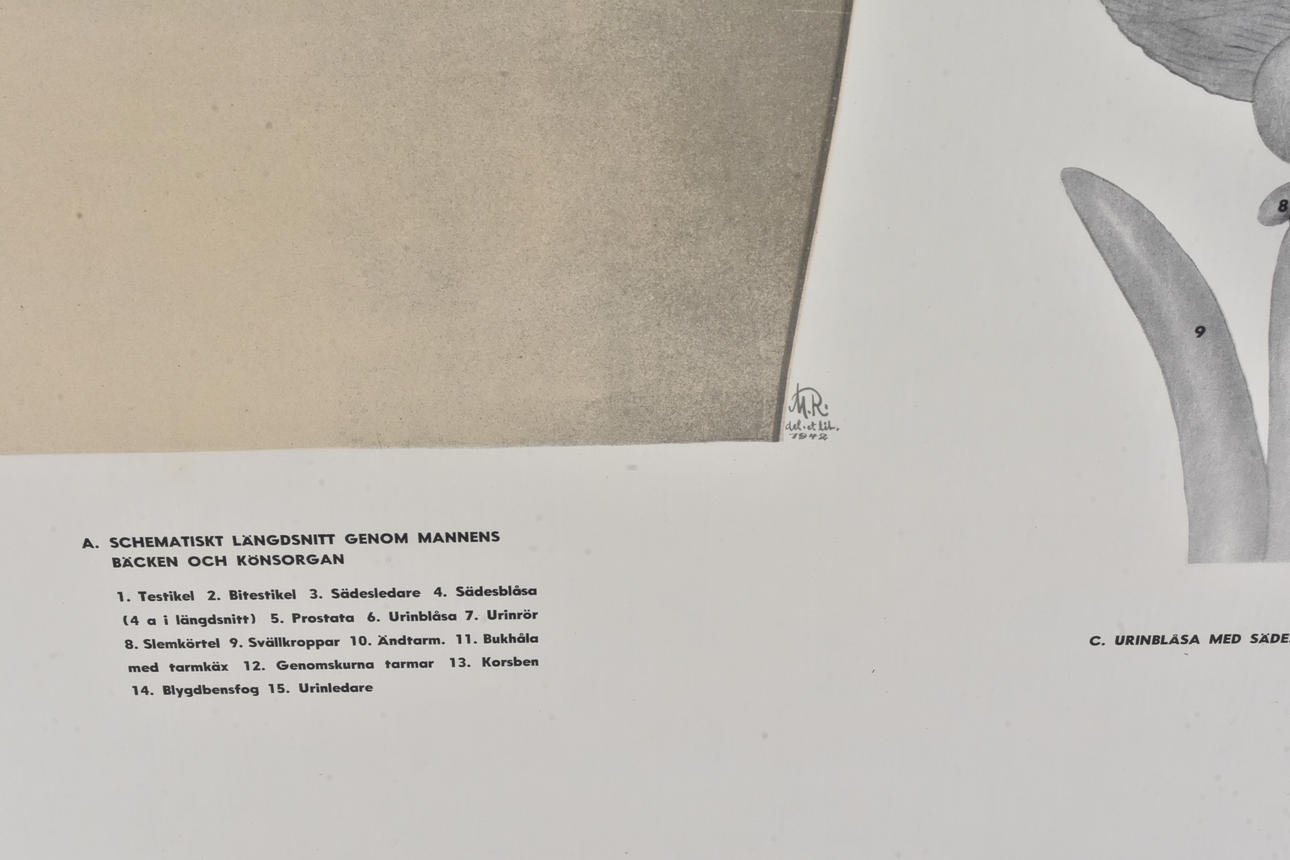 8
9
M.R.
del. et lit.
1942
A. SCHEMATISKT LÄNGDSNITT GENOM MANNENS
BÄCKEN OCH KÖNSORGAN
1. Testikel 2. Bitestikel 3. Sädesledare 4. Sädesblåsa
(4 a i längdsnitt) 5. Prostata 6. Urinblåsa 7. Urinrör
8. Slemkörtel 9. Svällkroppar 10. Ändtarm. 11. Bukhåla
med tarmkäx 12. Genomskurna tarmar 13. Korsben
14. Blygdbensfog 15. Urinledare
C. URINBLÅSA MED SÄDE